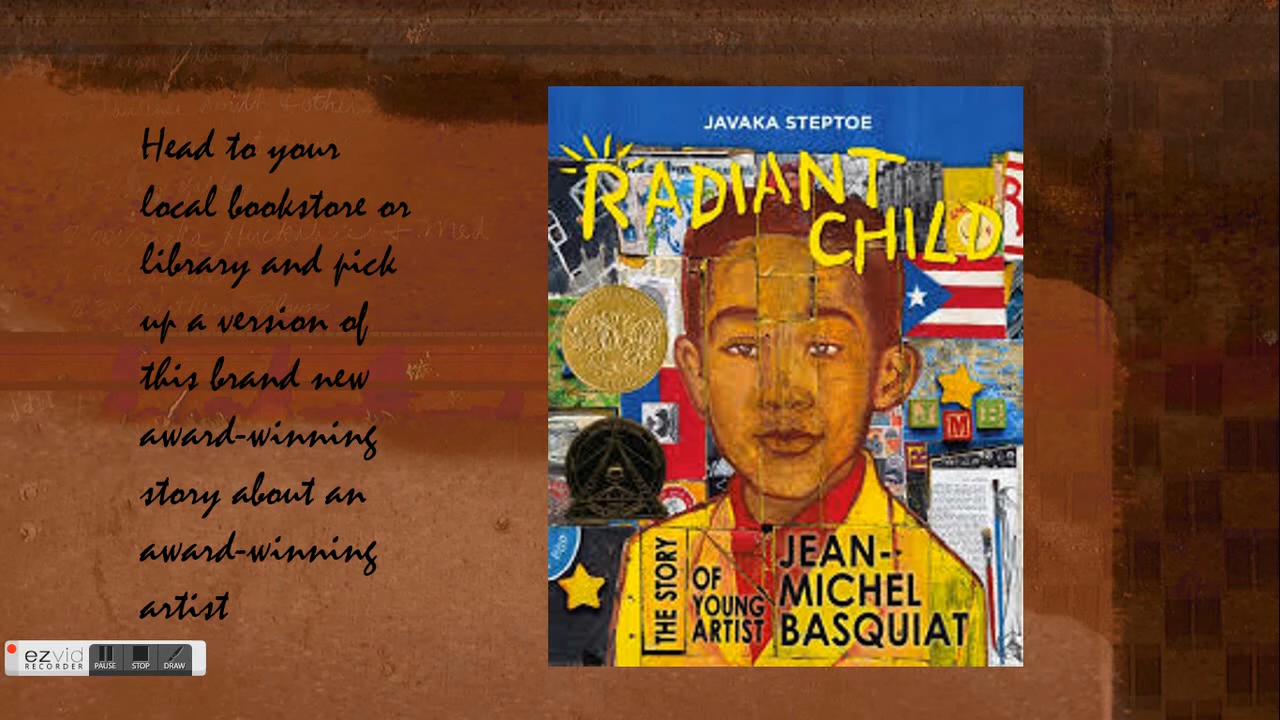 Head to your
local bookstore or
library and pick
up a version of
this brand new
award-winning
story about an
award-winning
artist
JAVAKA STEPTOE
RADIANT
CHILD
Y M B
THE STORY
OF
YOUNG
ARTIST
JEAN-
MICHEL
BASQUIAT
ezvid
RECORDER
PAUSE
STOP
DRAW